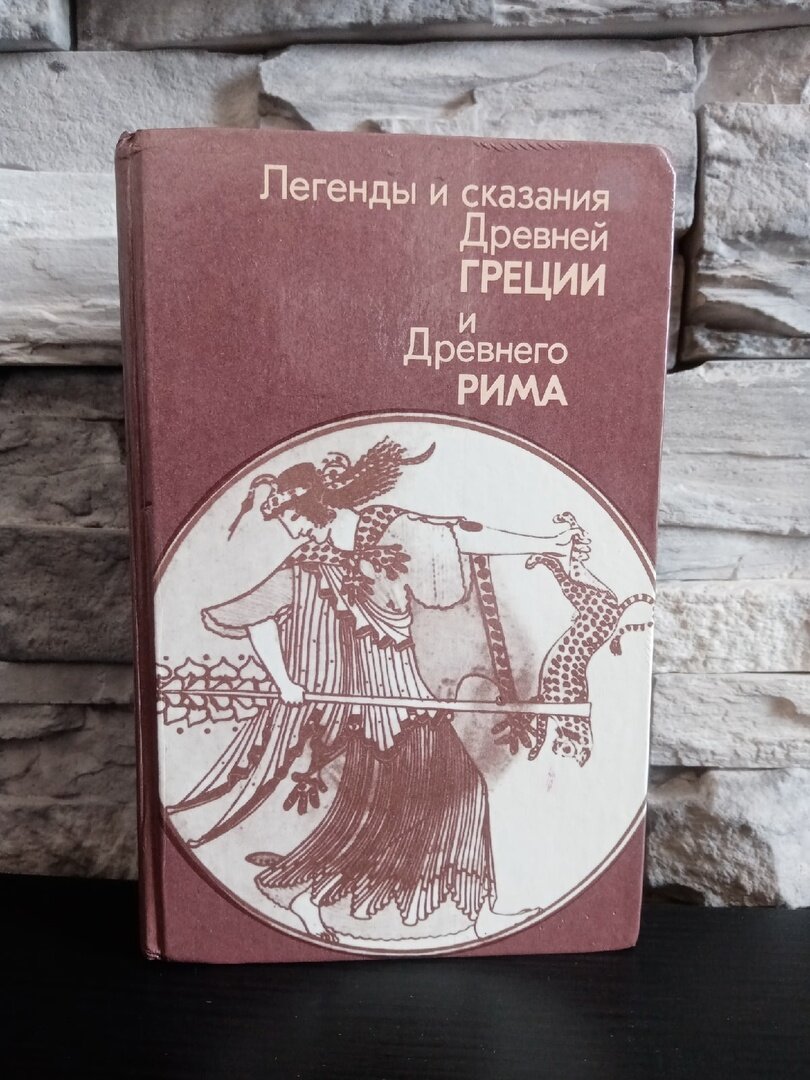 Легенды и сказания
Древней
ГРЕЦИИ
и
Древнего
РИМА